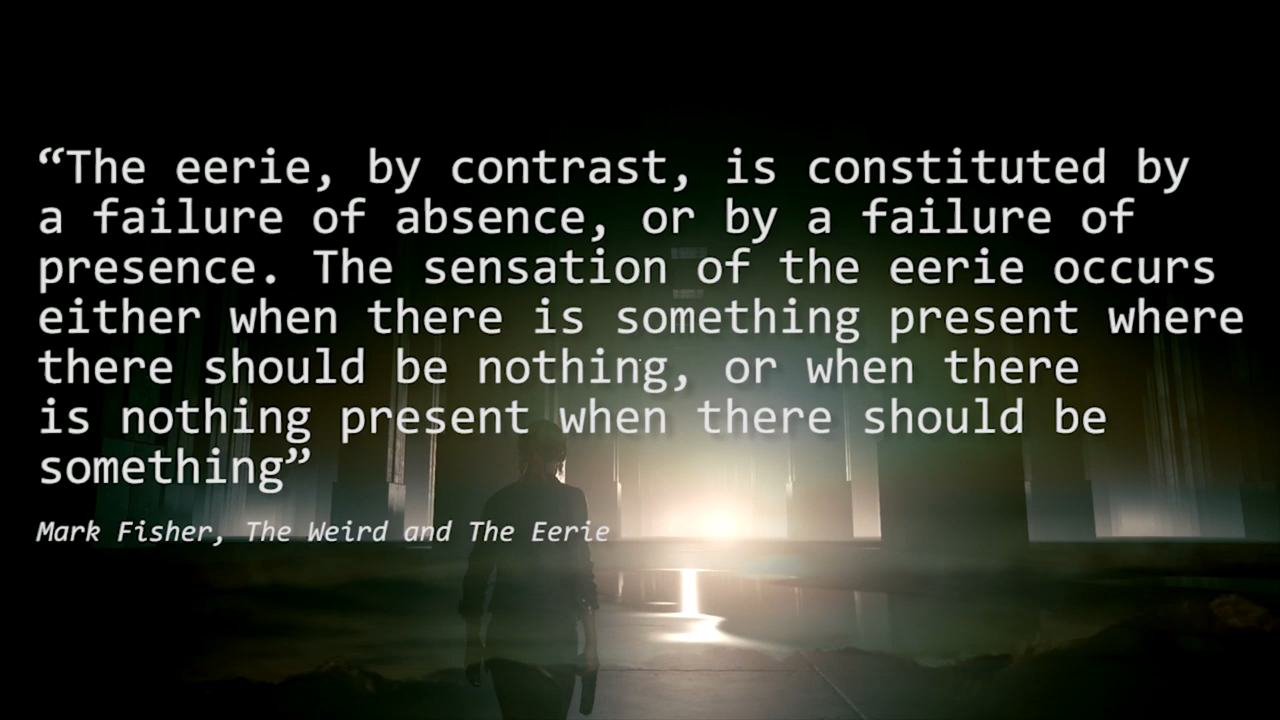 “The eerie, by contrast, is constituted by
a failure of absence, or by a failure of
presence. The sensation of the eerie occurs
either when there is something present where
there should be nothing, or when there
is nothing present when there should be
something”
Mark Fisher, The Weird and The Eerie